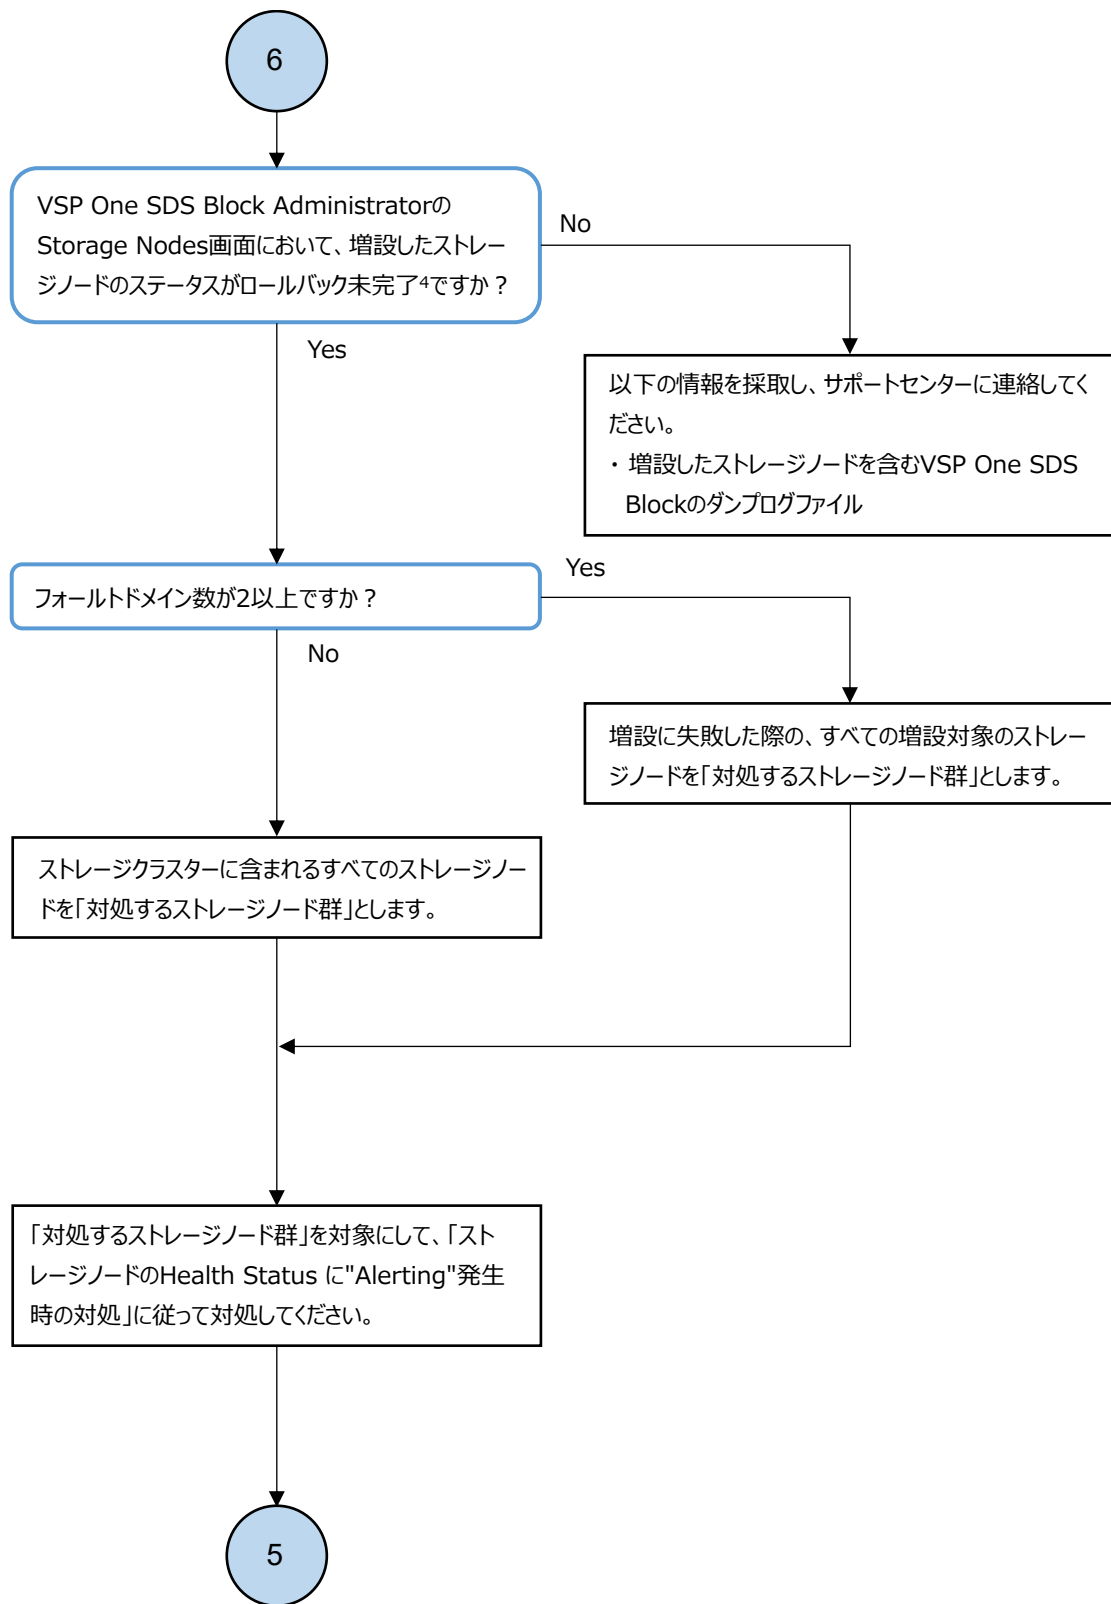 6
VSP One SDS Block Administratorの
Storage Nodes画面において、増設したストレー
ジノードのステータスがロールバック未完了⁴ですか？
No
Yes
以下の情報を採取し、サポートセンターに連絡してく
ださい。
・ 増設したストレージノードを含むVSP One SDS
Blockのダンプログファイル
フォールトドメイン数が2以上ですか？
Yes
No
増設に失敗した際の、すべての増設対象のストレー
ジノードを「対処するストレージノード群」とします。
ストレージクラスターに含まれるすべてのストレージノー
ドを「対処するストレージノード群」とします。
「対処するストレージノード群」を対象にして、「スト
レージノードのHealth Status に"Alerting"発生
時の対処」に従って対処してください。
5